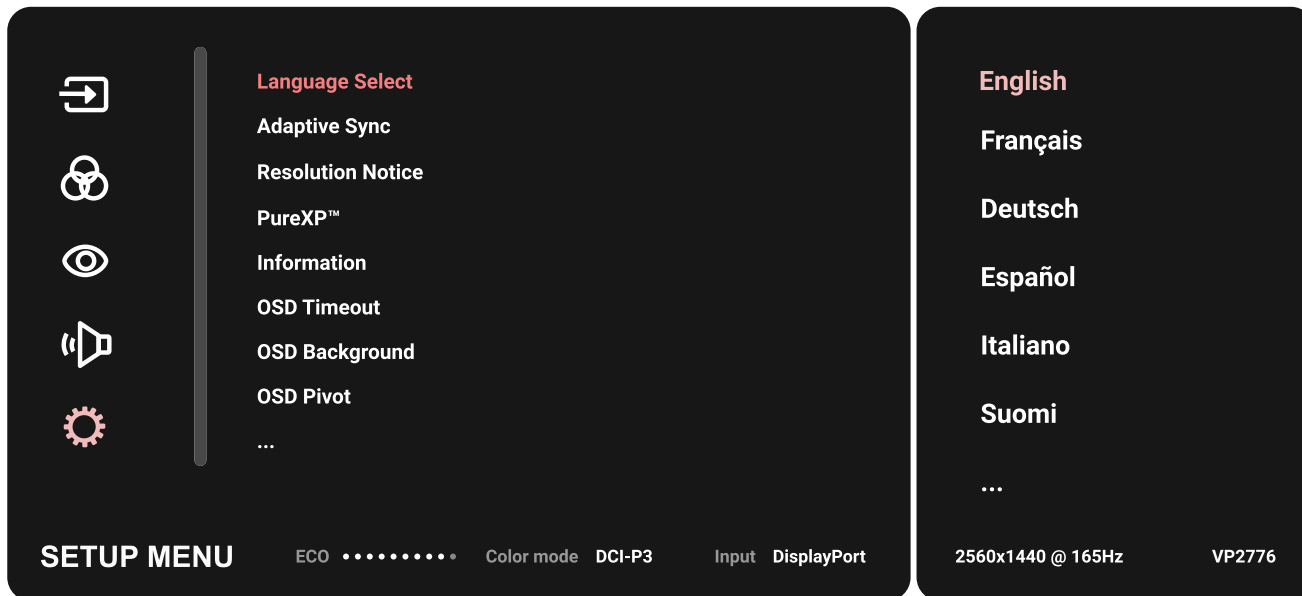 Language Select
Adaptive Sync
Resolution Notice
PureXP™
Information
OSD Timeout
OSD Background
OSD Pivot
...
English
Français
Deutsch
Español
Italiano
Suomi
...
SETUP MENU ECO Color mode DCI-P3 Input DisplayPort 2560x1440 @ 165Hz VP2776